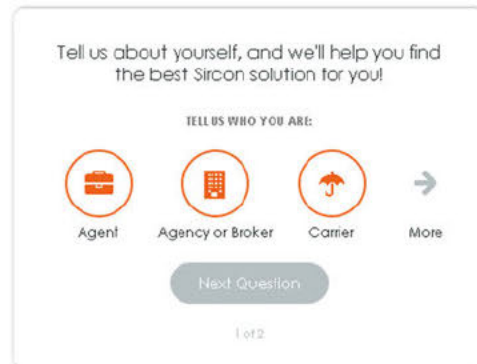 Tell us about yourself, and we'll help you find
the best Sircon solution for you!
TELL US WHO YOU ARE:
Agent Agency or Broker Carrier More
Next Question
1 of 2